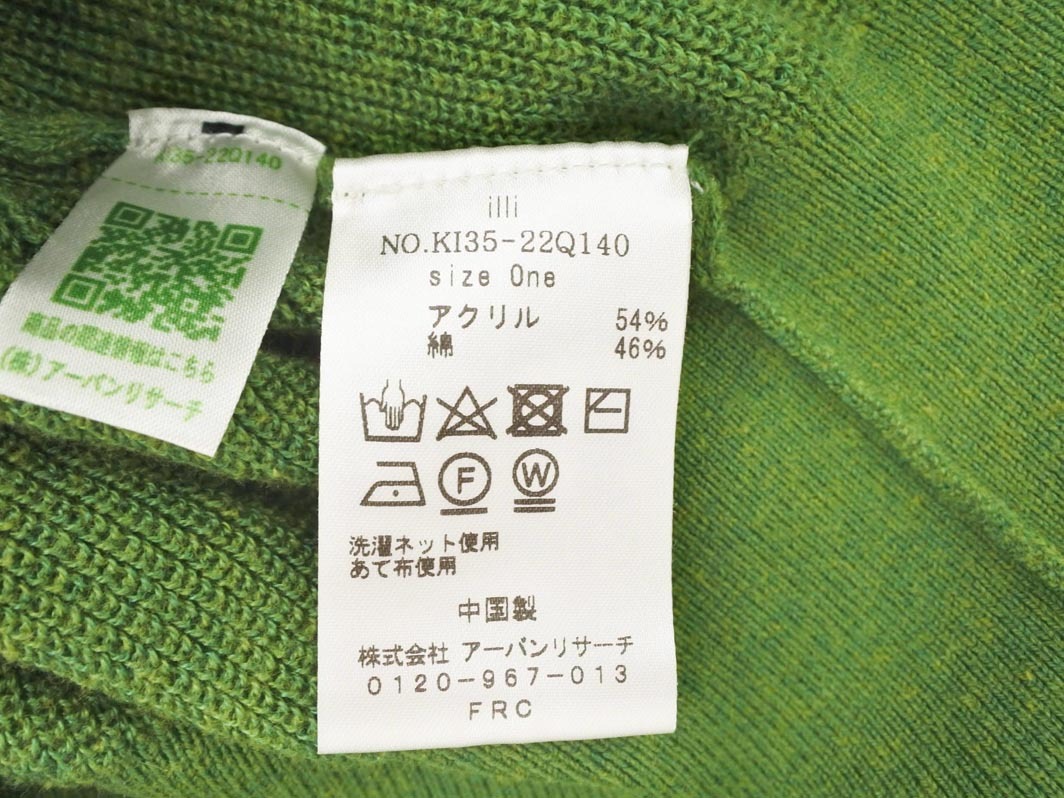 KI35-22Q140
商品の関連情報はこちら
(株)アーバンリサーチ
illi
NO.KI35-22Q140
size One
アクリル 54%
綿 46%
F W
洗濯ネット使用
あて布使用
中国製
株式会社 アーバンリサーチ
0120-967-013
FRC